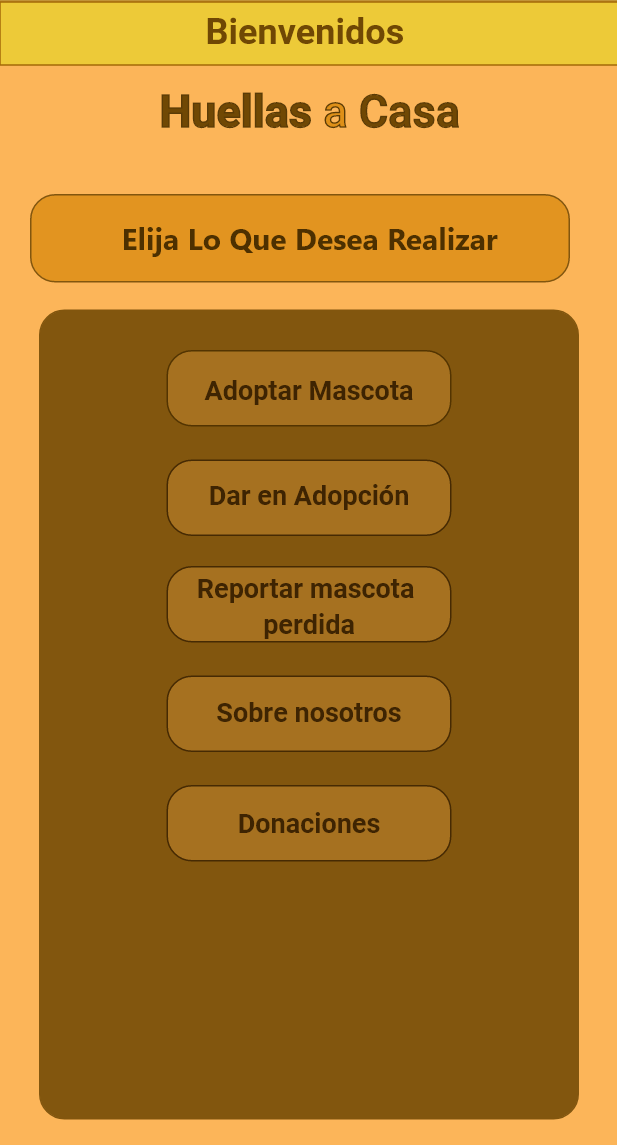 Bienvenidos
Huellas a Casa
Elija Lo Que Desea Realizar
Adoptar Mascota
Dar en Adopción
Reportar mascota
perdida
Sobre nosotros
Donaciones